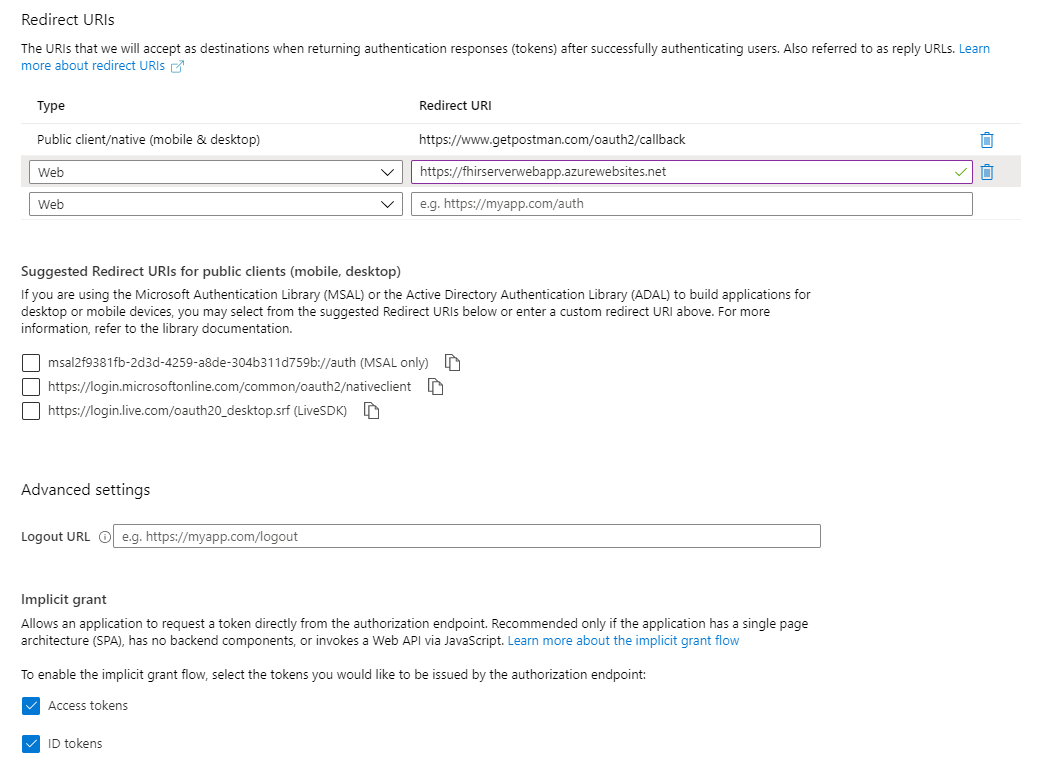 Redirect URIs
The URIs that we will accept as destinations when returning authentication responses (tokens) after successfully authenticating users. Also referred to as reply URLs. Learn
more about redirect URIs
Type Redirect URI
Public client/native (mobile & desktop) https://www.getpostman.com/oauth2/callback
Web https://fhirserverwebapp.azurewebsites.net
Web e.g. https://myapp.com/auth
Suggested Redirect URIs for public clients (mobile, desktop)
If you are using the Microsoft Authentication Library (MSAL) or the Active Directory Authentication Library (ADAL) to build applications for
desktop or mobile devices, you may select from the suggested Redirect URIs below or enter a custom redirect URI above. For more
information, refer to the library documentation.
msal2f9381fb-2d3d-4259-a8de-304b311d759b://auth (MSAL only)
https://login.microsoftonline.com/common/oauth2/nativeclient
https://login.live.com/oauth20_desktop.srf (LiveSDK)
Advanced settings
Logout URL e.g. https://myapp.com/logout
Implicit grant
Allows an application to request a token directly from the authorization endpoint. Recommended only if the application has a single page
architecture (SPA), has no backend components, or invokes a Web API via JavaScript. Learn more about the implicit grant flow
To enable the implicit grant flow, select the tokens you would like to be issued by the authorization endpoint:
Access tokens
ID tokens